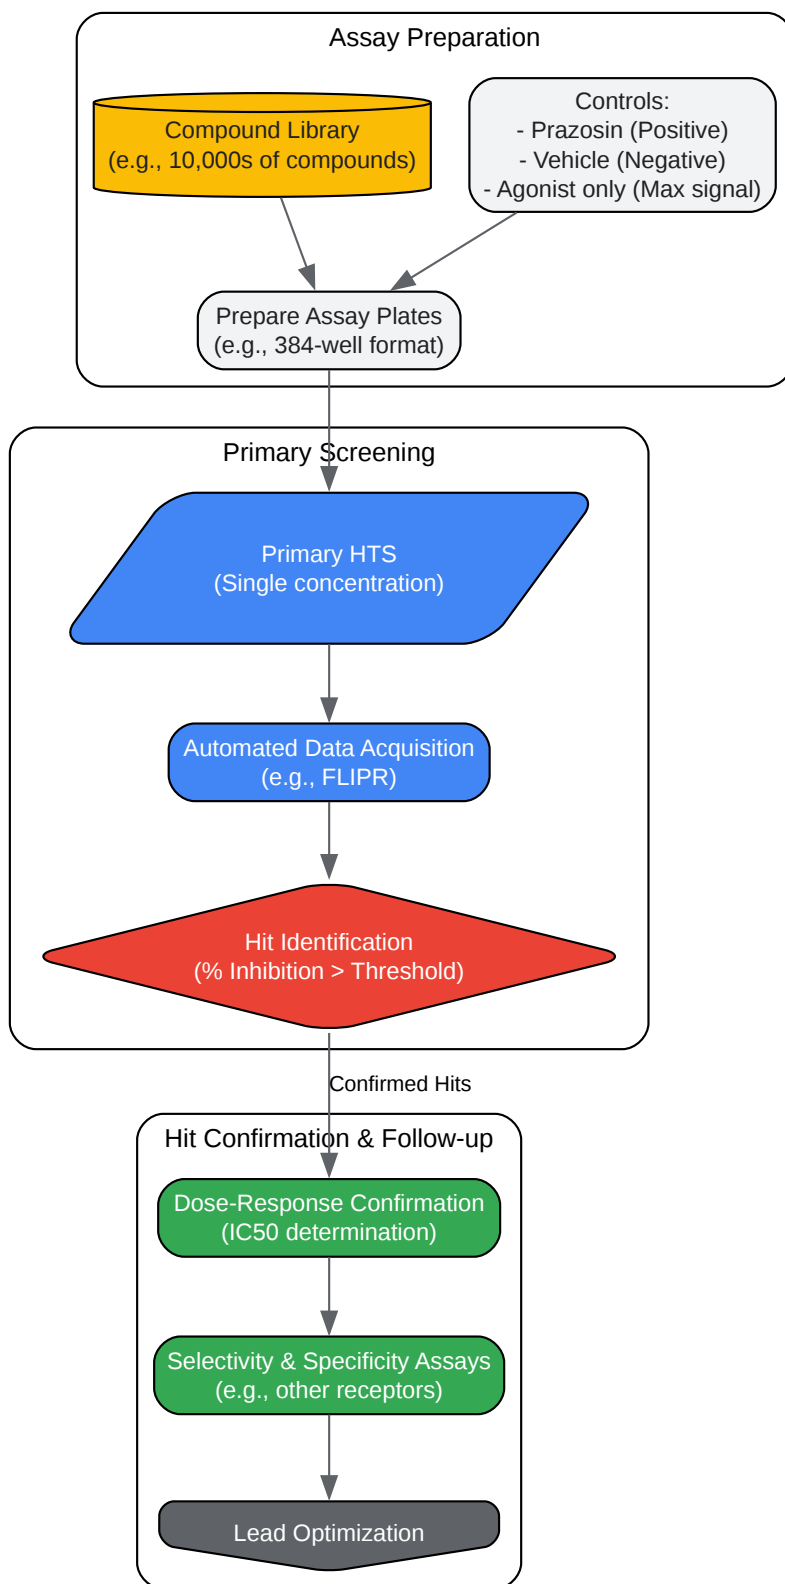 Assay Preparation
Compound Library
(e.g., 10,000s of compounds)
Controls:
- Prazosin (Positive)
- Vehicle (Negative)
- Agonist only (Max signal)
Prepare Assay Plates
(e.g., 384-well format)
Primary Screening
Primary HTS
(Single concentration)
Automated Data Acquisition
(e.g., FLIPR)
Hit Identification
(% Inhibition > Threshold)
Confirmed Hits
Hit Confirmation & Follow-up
Dose-Response Confirmation
(IC50 determination)
Selectivity & Specificity Assays
(e.g., other receptors)
Lead Optimization